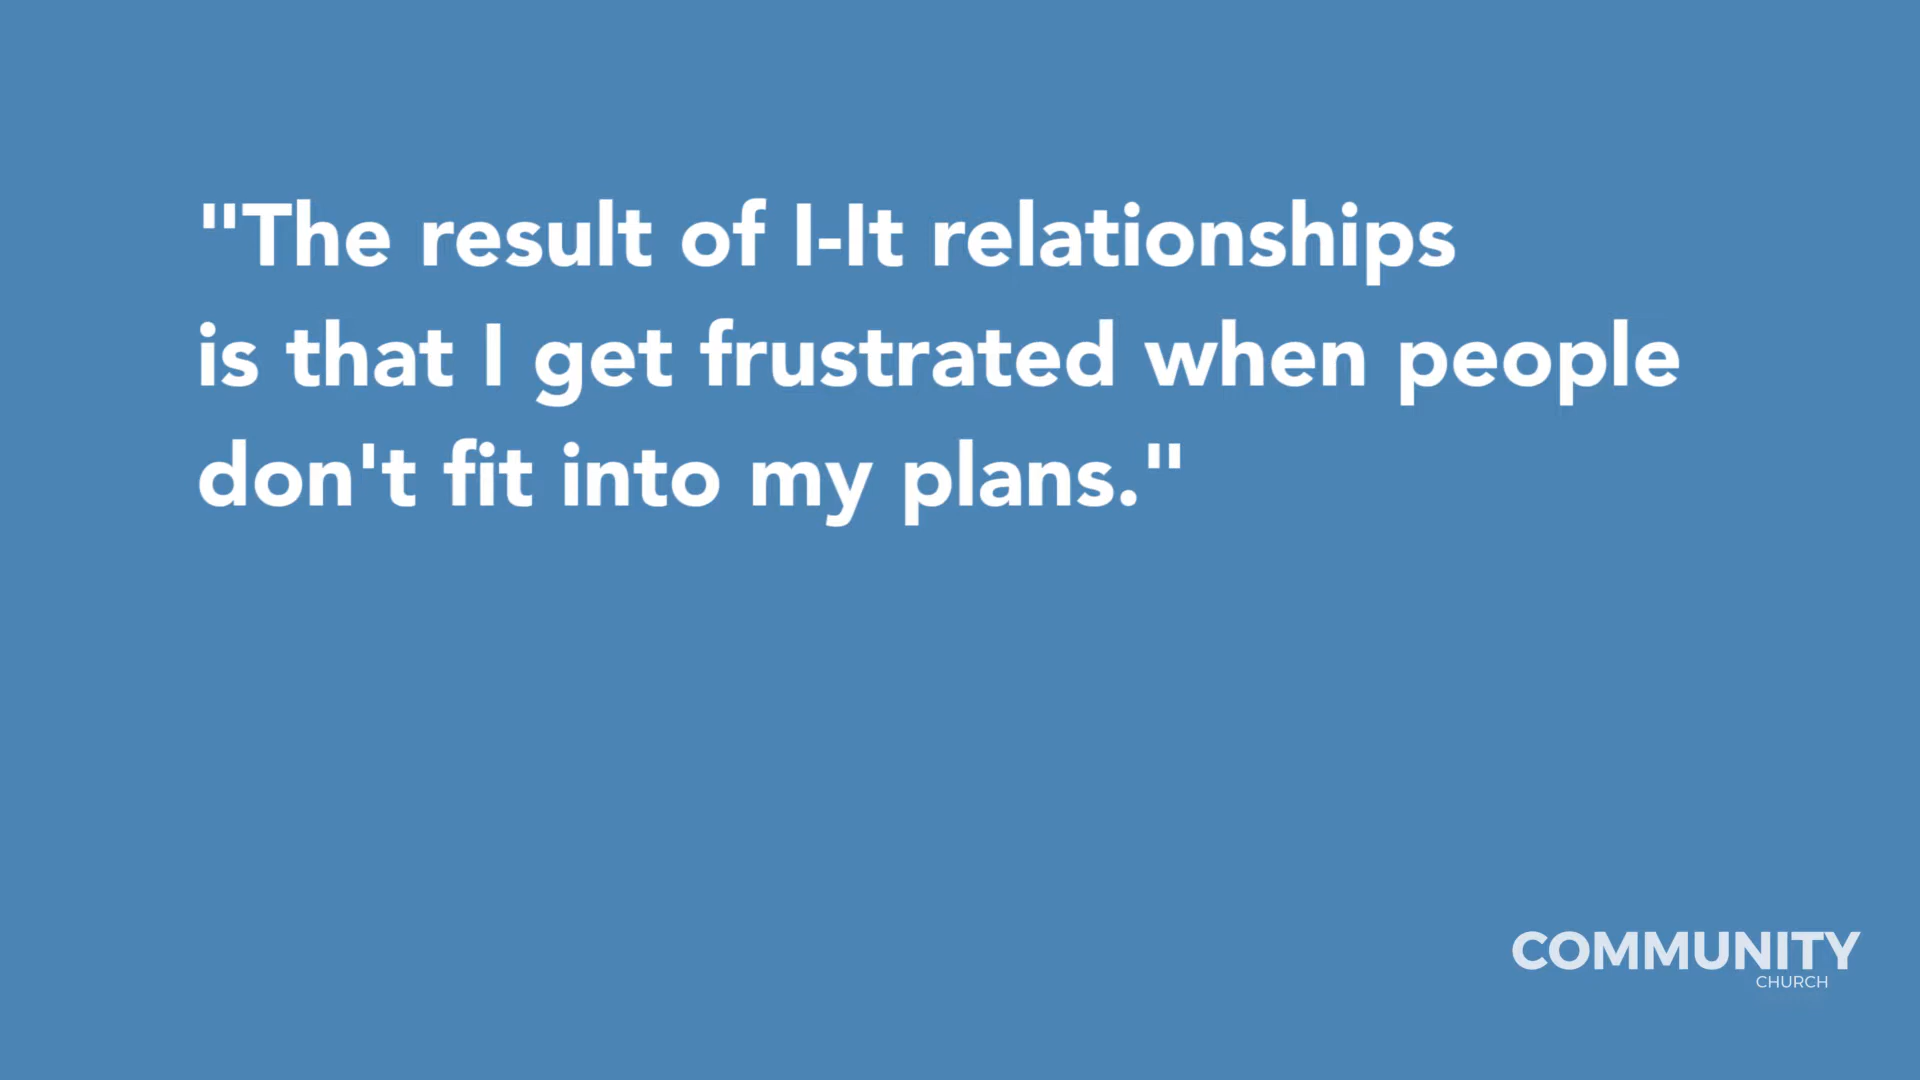 "The result of I-It relationships
is that I get frustrated when people
don't fit into my plans."
COMMUNITY
CHURCH